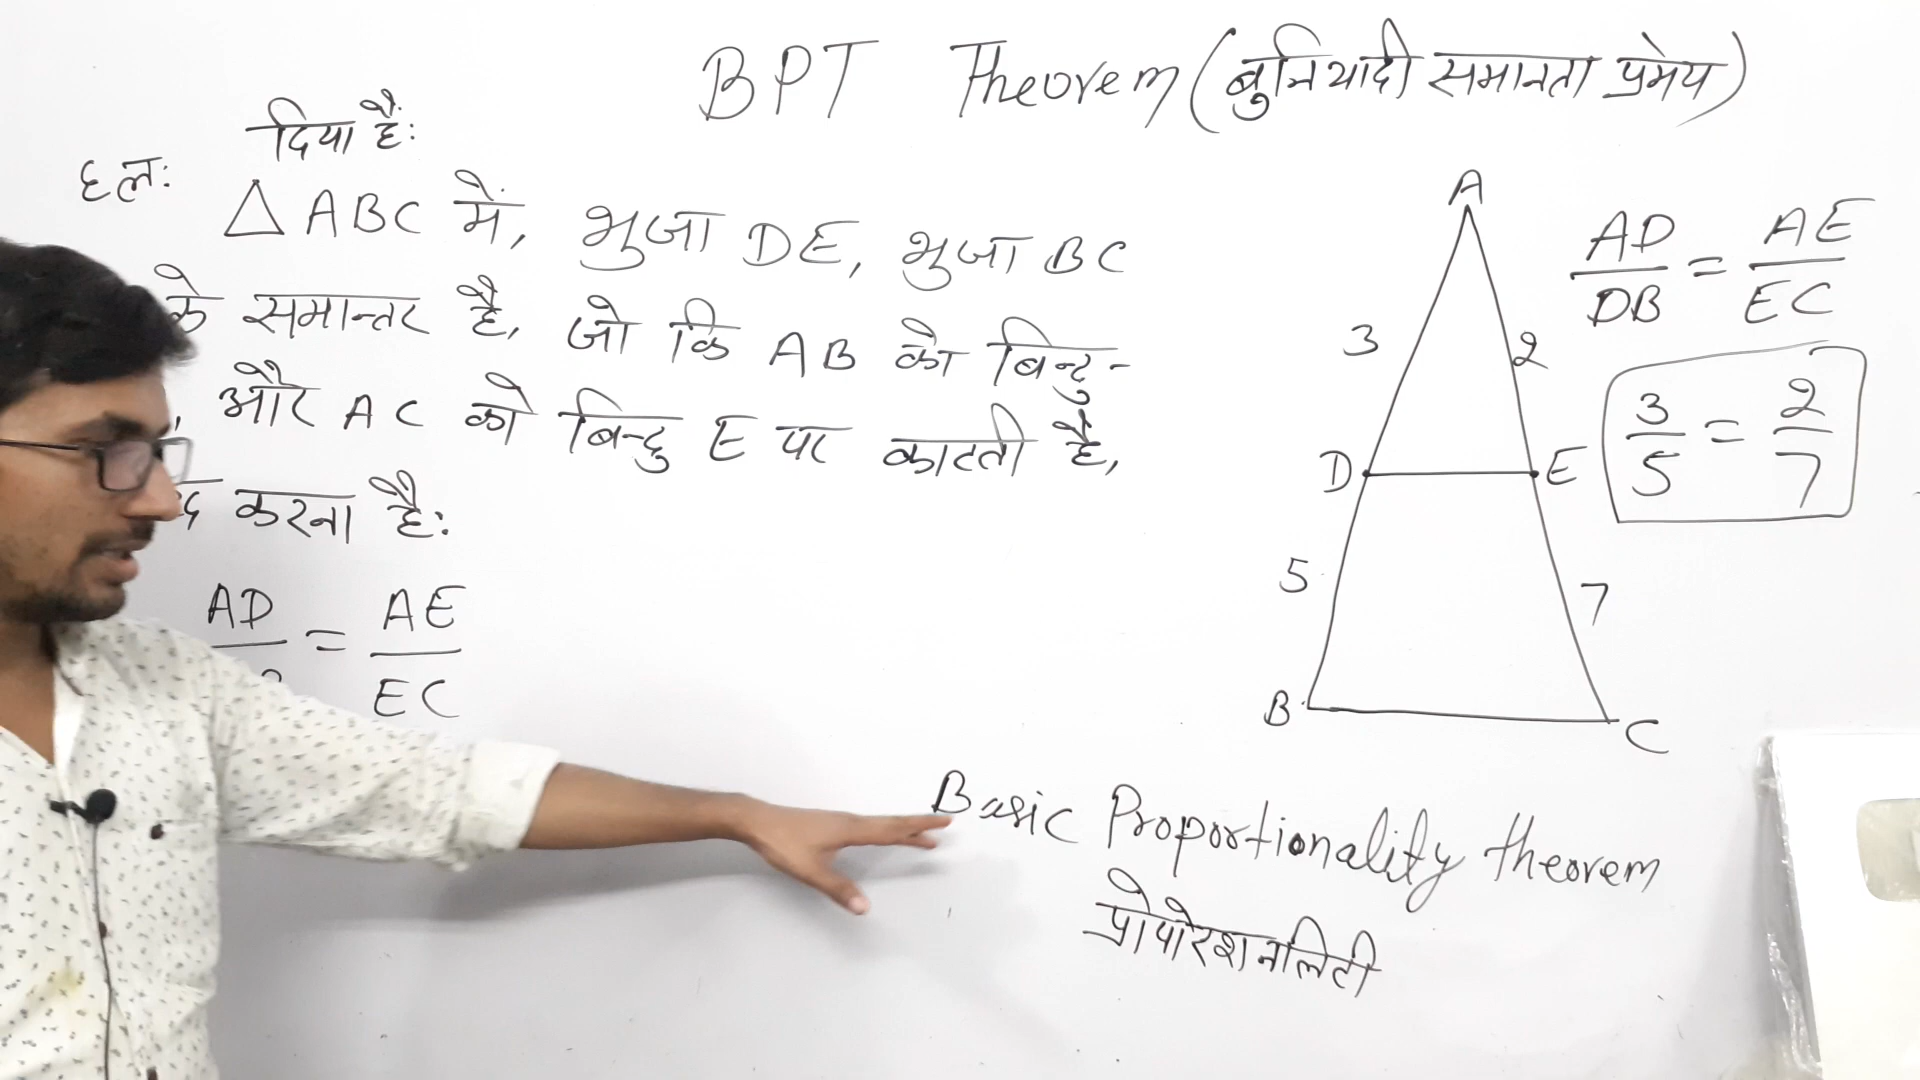 BPT Theorem (बुनियादी समानता प्रमेय)
दिया है:
हल:
△ABC में, भुजा DE, भुजा BC
के समान्तर है, जो कि AB को बिन्दु-
, और AC को बिन्दु E पर काटती है,
करना है:
AD = AE
EC
A
AD = AE
DB EC
3 2
3 = 2
5 7
D E
5 7
B C
Basic Proportionality theorem
प्रोपोरशनलिटी